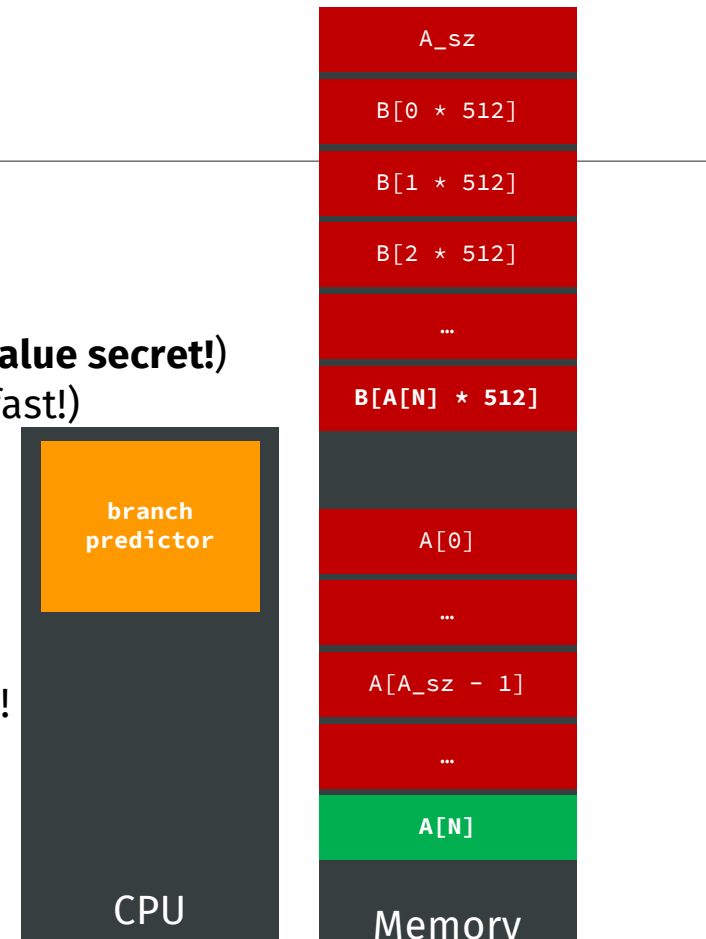 alue secret!)
fast!)
!
branch
predictor
CPU
A_sz
B[0 * 512]
B[1 * 512]
B[2 * 512]
…
B[A[N] * 512]
A[0]
…
A[A_sz - 1]
…
A[N]
Memory